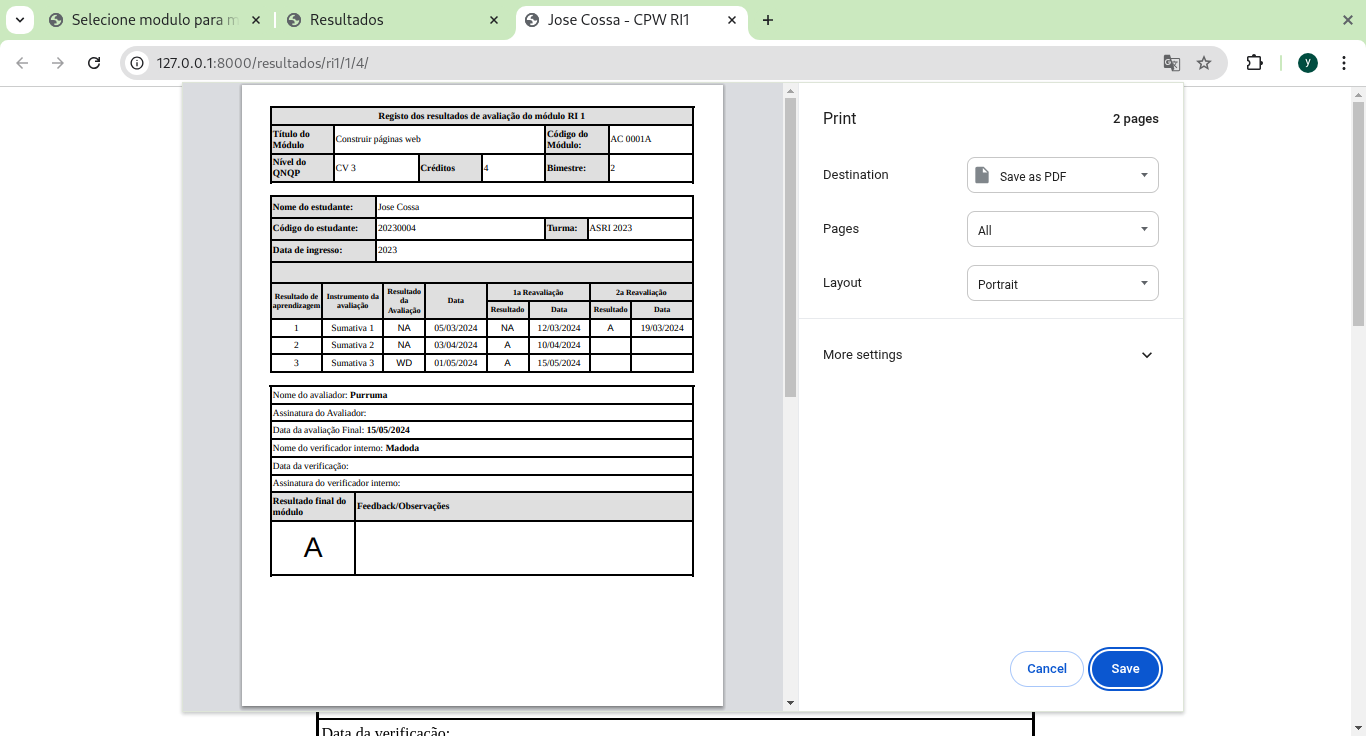 Selecione modulo para m
Resultados
Jose Cossa - CPW RI1
127.0.0.1:8000/resultados/ri1/1/4/
y
Registo dos resultados de avaliação do módulo RI 1
Título do Módulo Construir páginas web Código do Módulo: AC 0001A
Nível do QNQP CV 3 Créditos 4 Bimestre: 2
Nome do estudante: Jose Cossa
Código do estudante: 20230004 Turma: ASRI 2023
Data de ingresso: 2023
Resultado de aprendizagem Instrumento da avaliação Resultado da Avaliação Data 1a Reavaliação 2a Reavaliação
Resultado Data Resultado Data
1 Sumativa 1 NA 05/03/2024 NA 12/03/2024 A 19/03/2024
2 Sumativa 2 NA 03/04/2024 A 10/04/2024
3 Sumativa 3 WD 01/05/2024 A 15/05/2024
Nome do avaliador: Purruma
Assinatura do Avaliador:
Data da avaliação Final: 15/05/2024
Nome do verificador interno: Madoda
Data da verificação:
Assinatura do verificador interno:
Resultado final do módulo Feedback/Observações
A
Print 2 pages
Destination Save as PDF
Pages All
Layout Portrait
More settings
Cancel Save
Data da verificação: